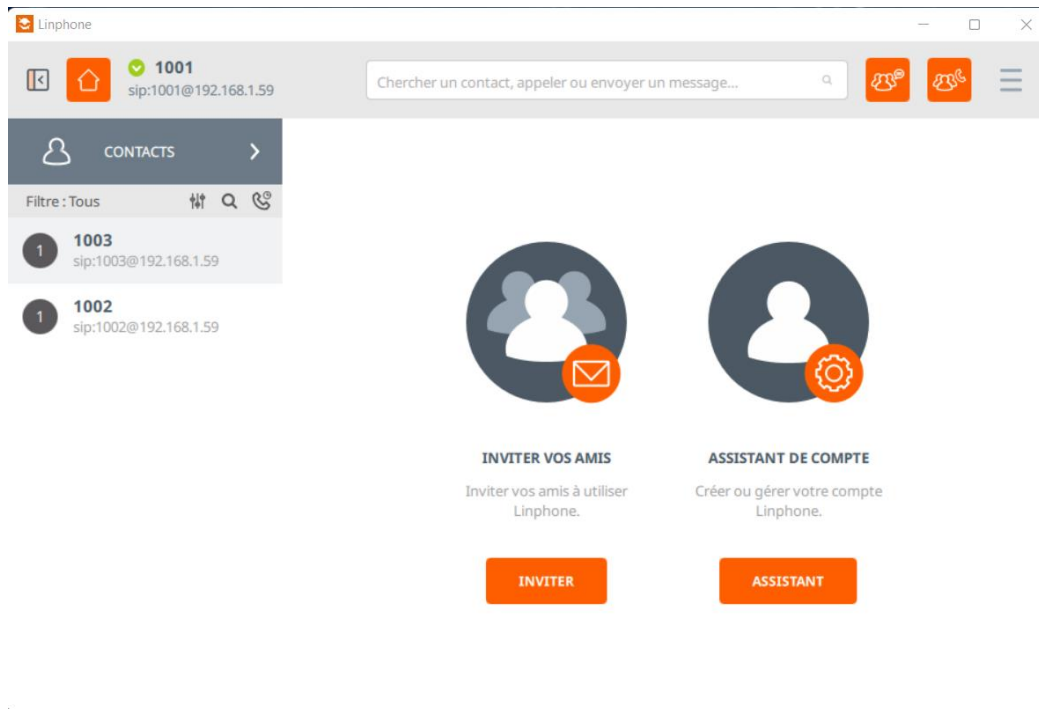 Linphone
1001
sip:1001@192.168.1.59
Chercher un contact, appeler ou envoyer un message...
CONTACTS
Filtre : Tous
1 1003
sip:1003@192.168.1.59
1 1002
sip:1002@192.168.1.59
INVITER VOS AMIS
Inviter vos amis à utiliser
Linphone.
INVITER
ASSISTANT DE COMPTE
Créer ou gérer votre compte
Linphone.
ASSISTANT